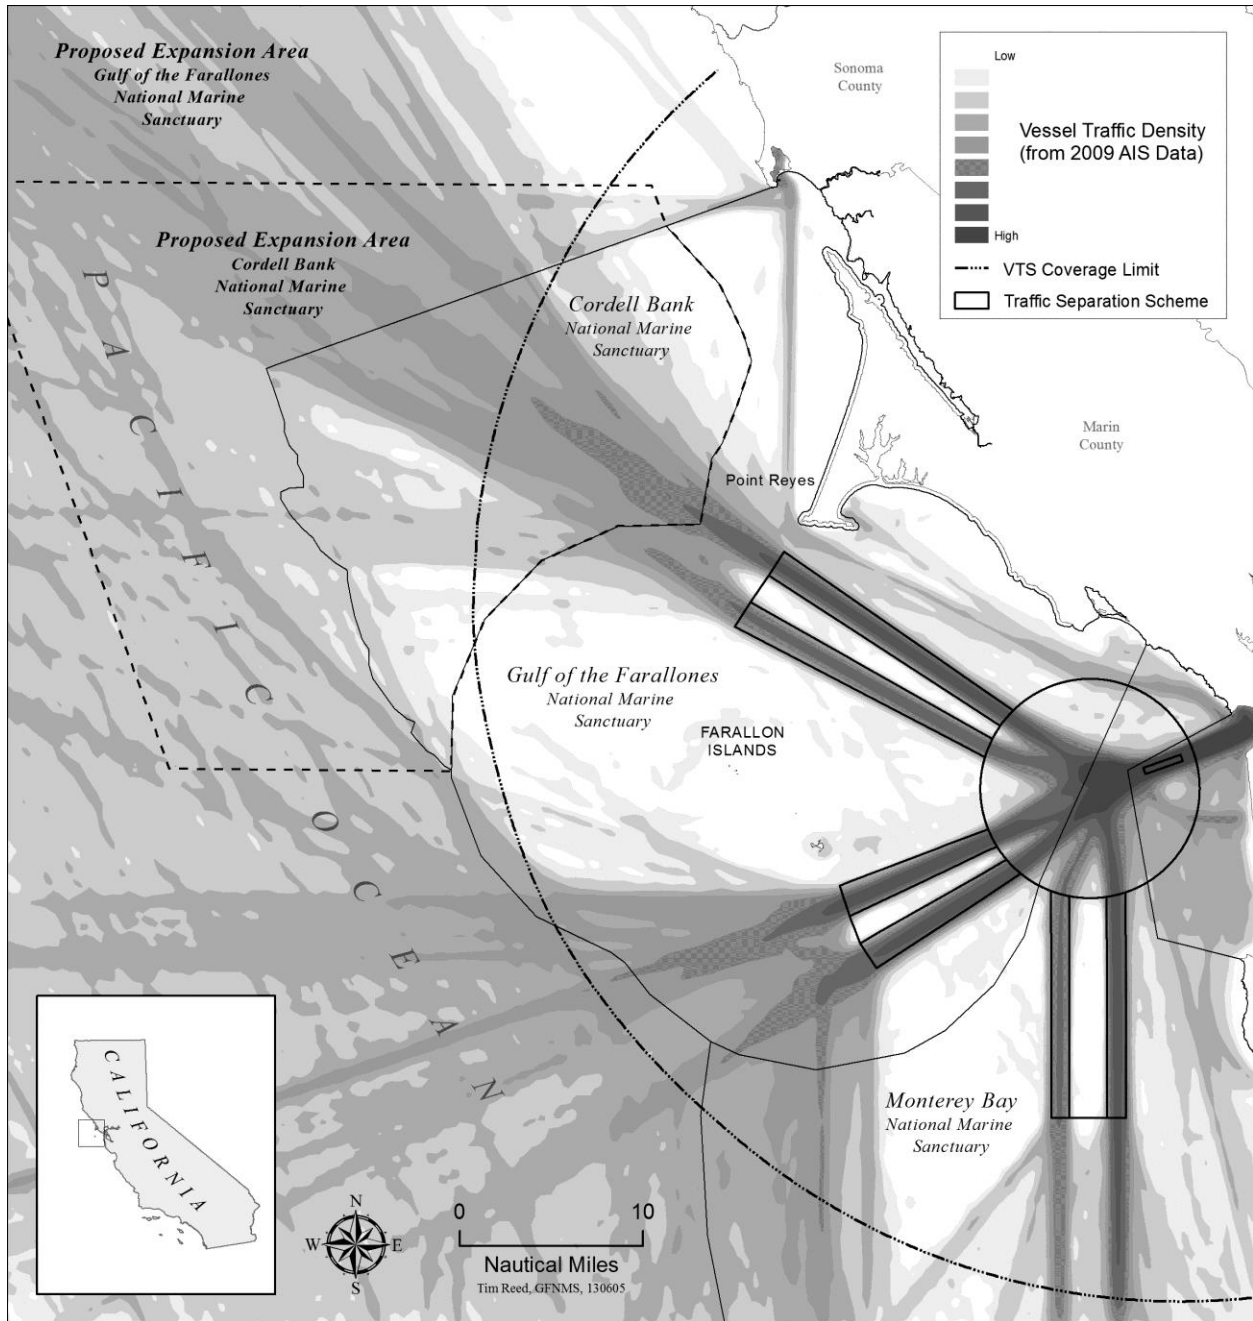 Proposed Expansion Area
Gulf of the Farallones
National Marine
Sanctuary
Sonoma
County
Low
Vessel Traffic Density
(from 2009 AIS Data)
High
VTS Coverage Limit
Traffic Separation Scheme
Proposed Expansion Area
Cordell Bank
National Marine
Sanctuary
Cordell Bank
National Marine
Sanctuary
PACIFIC OCEAN
Marin
County
Point Reyes
Gulf of the Farallones
National Marine
Sanctuary
FARALLON
ISLANDS
Monterey Bay
National Marine
Sanctuary
CALIFORNIA
N
W E
S
0 10
Nautical Miles
Tim Reed, GFNMS, 130605